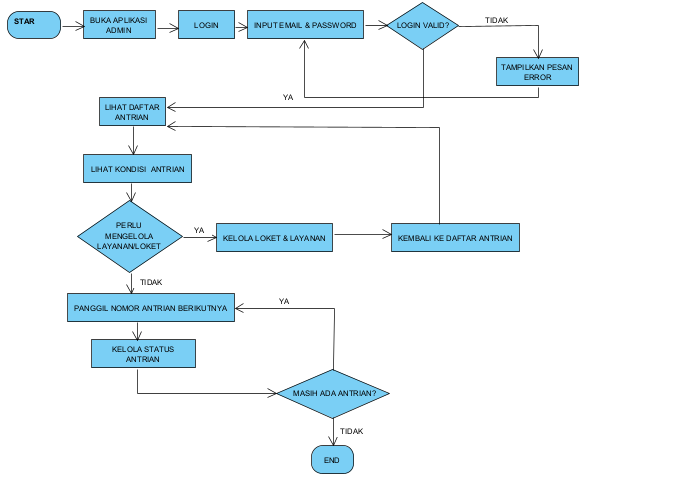 STAR
BUKA APLIKASI
ADMIN
LOGIN
INPUT EMAIL & PASSWORD
LOGIN VALID?
TIDAK
TAMPILKAN PESAN
ERROR
YA
LIHAT DAFTAR
ANTRIAN
LIHAT KONDISI ANTRIAN
PERLU
MENGELOLA
LAYANAN/LOKET
YA
KELOLA LOKET & LAYANAN
KEMBALI KE DAFTAR ANTRIAN
TIDAK
PANGGIL NOMOR ANTRIAN BERIKUTNYA
YA
KELOLA STATUS
ANTRIAN
MASIH ADA ANTRIAN?
TIDAK
END